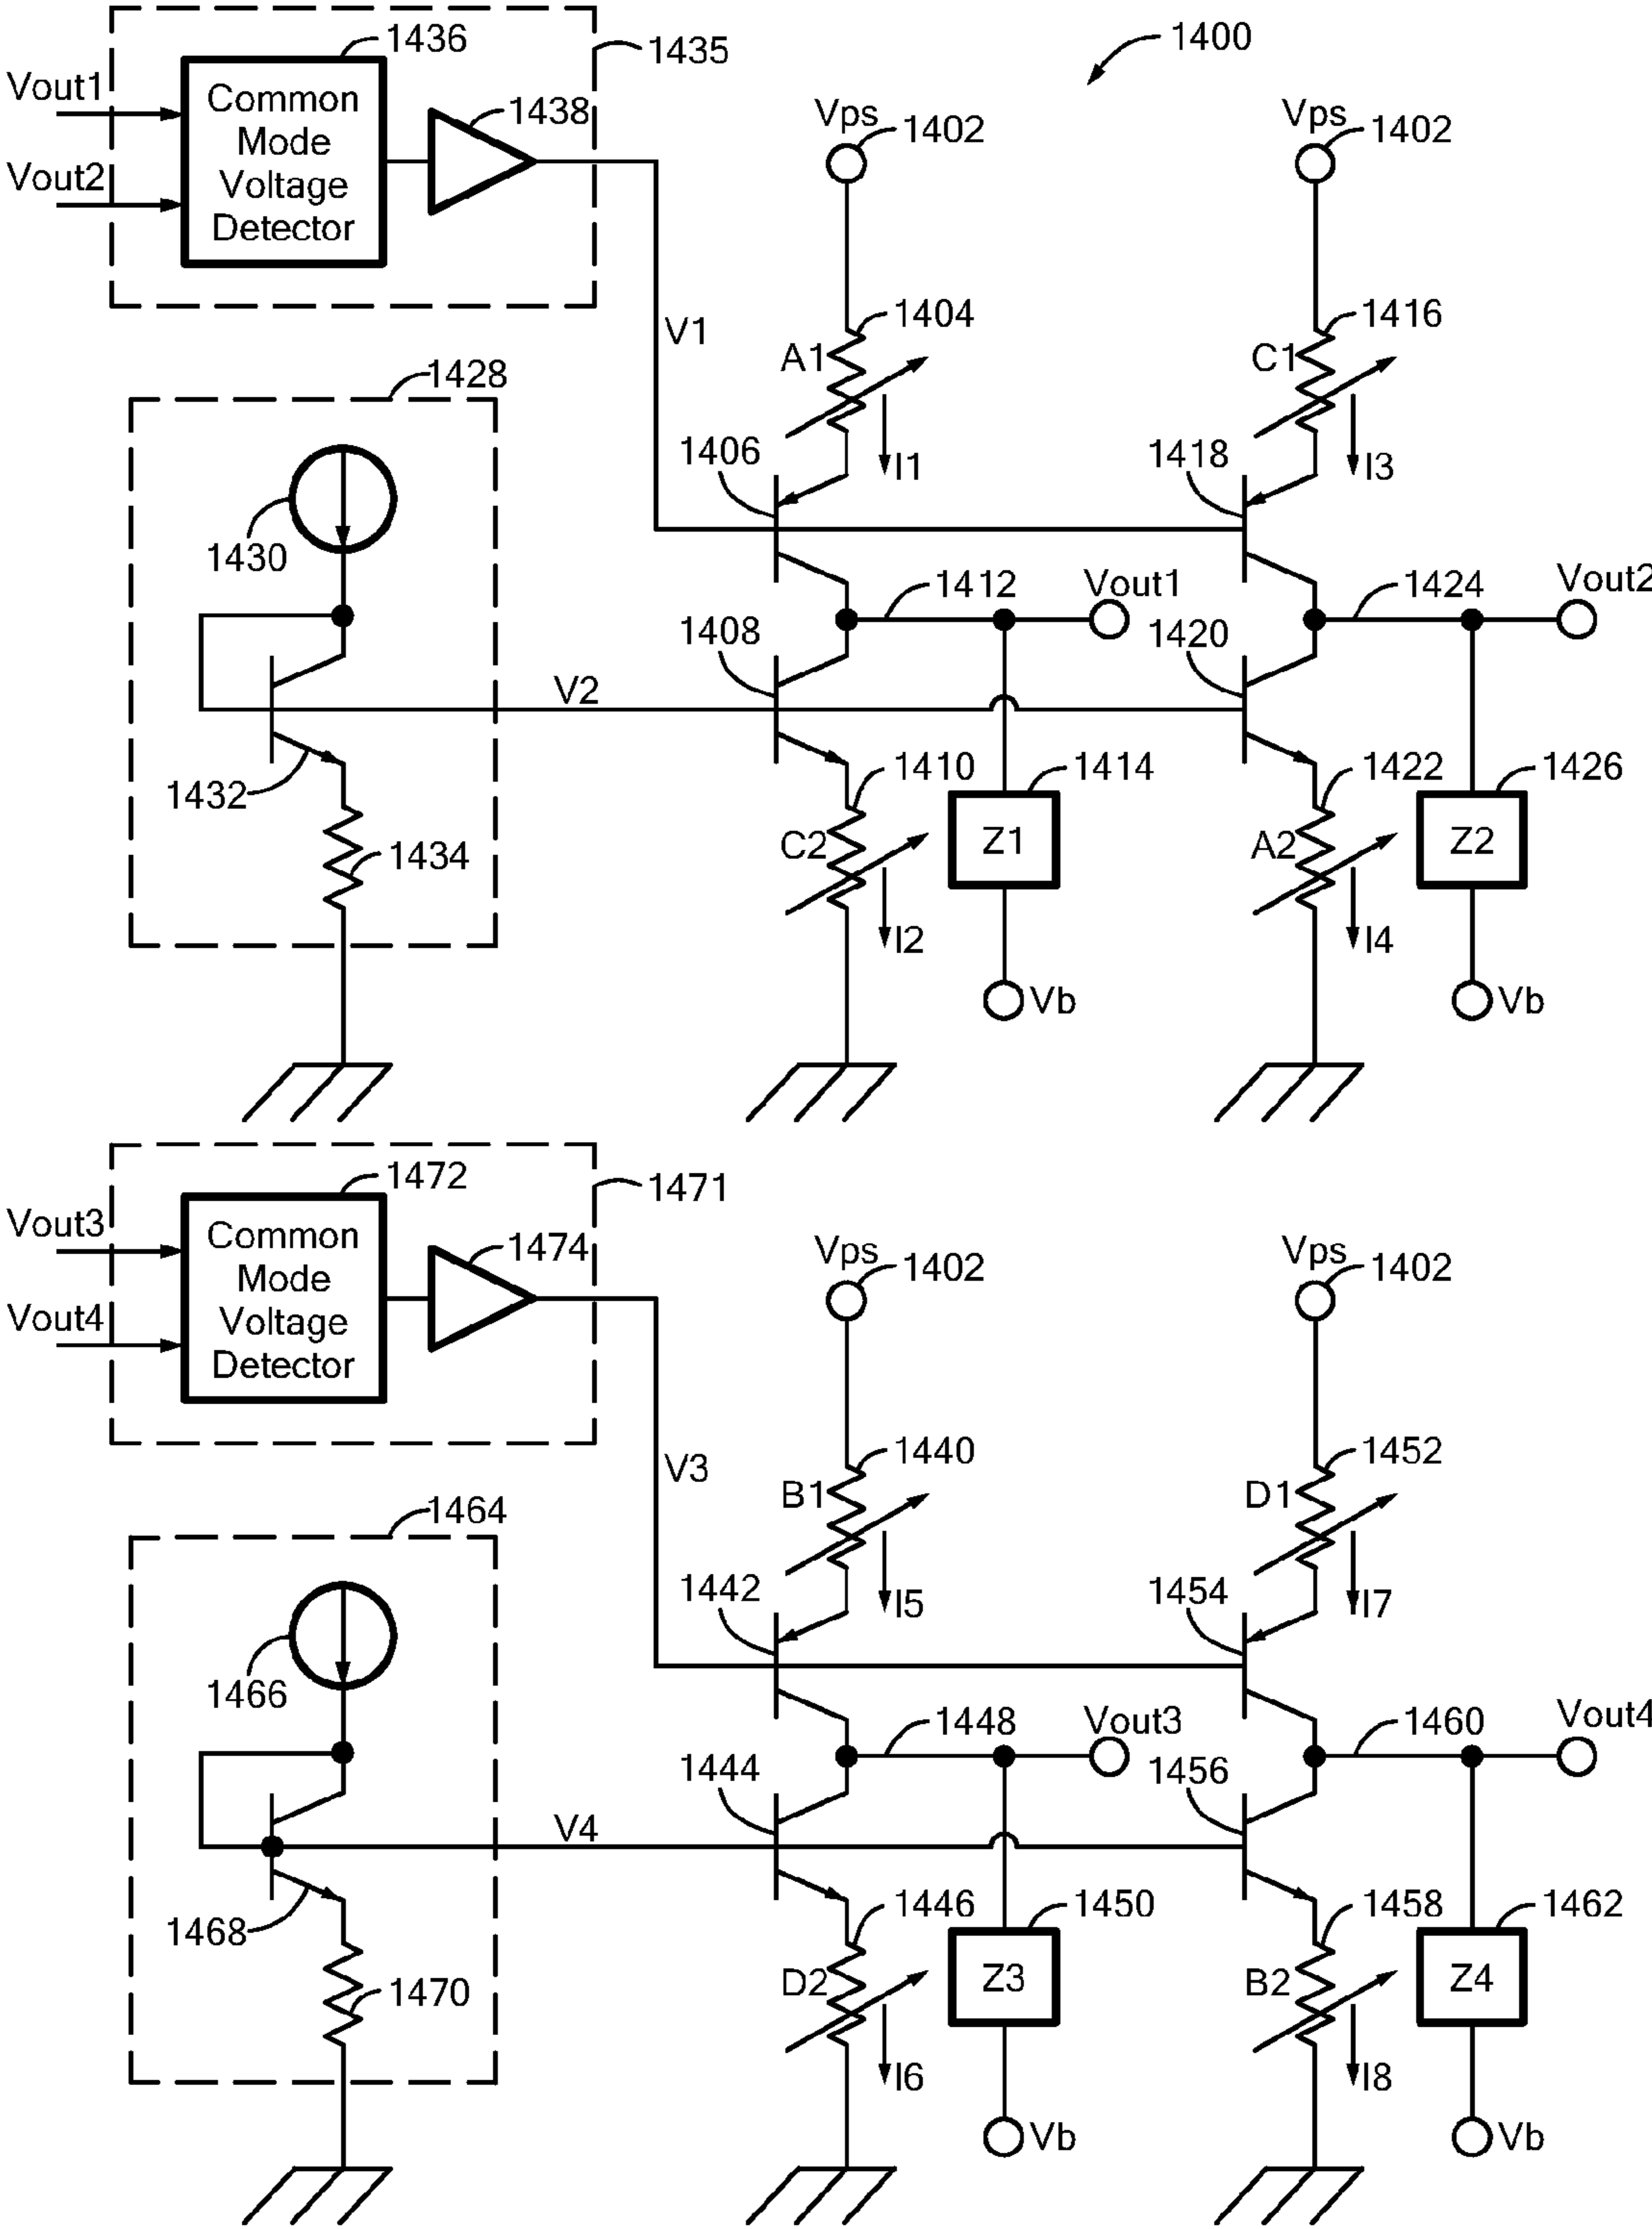 1436
1435
1400
Vout1
Common
Mode
Voltage
Detector
1438
Vout2
Vps
1402
Vps
1402
V1
1404
1416
A1
C1
1428
1406
1418
I1
I3
1430
1412
Vout1
1424
Vout2
1408
1420
V2
1432
1410
1414
1422
1426
1434
C2
Z1
A2
Z2
I2
I4
Vb
Vb
1472
1471
Vout3
Common
Mode
Voltage
Detector
1474
Vout4
Vps
1402
Vps
1402
V3
1440
1452
B1
D1
1464
1442
1454
I5
I7
1466
1448
Vout3
1460
Vout4
1444
1456
V4
1468
1446
1450
1458
1462
1470
D2
Z3
B2
Z4
I6
I8
Vb
Vb